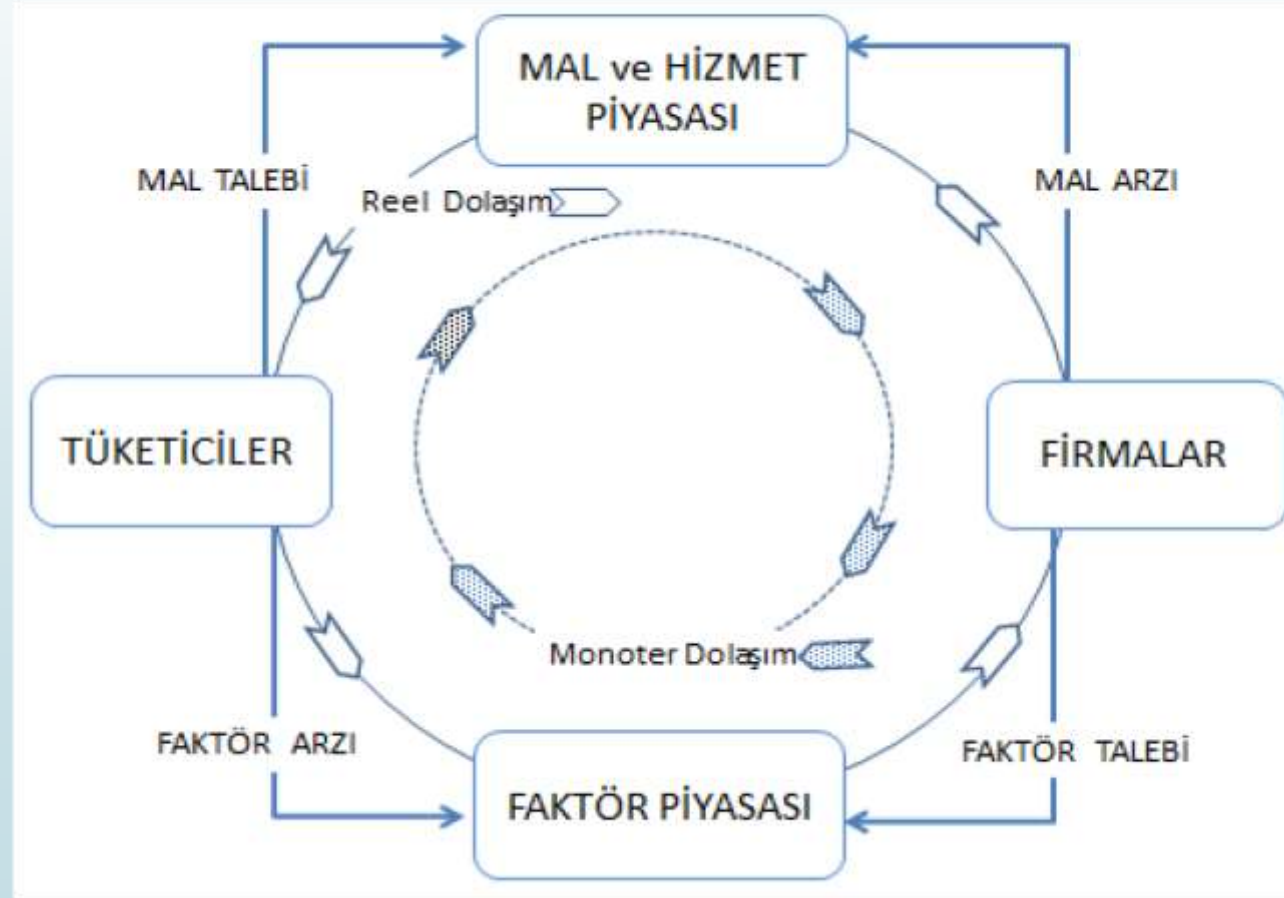 MAL ve HİZMET
PİYASASI
MAL TALEBİ
MAL ARZI
Reel Dolaşım
TÜKETİCİLER
FİRMALAR
Monoter Dolaşım
FAKTÖR ARZI
FAKTÖR TALEBİ
FAKTÖR PİYASASI